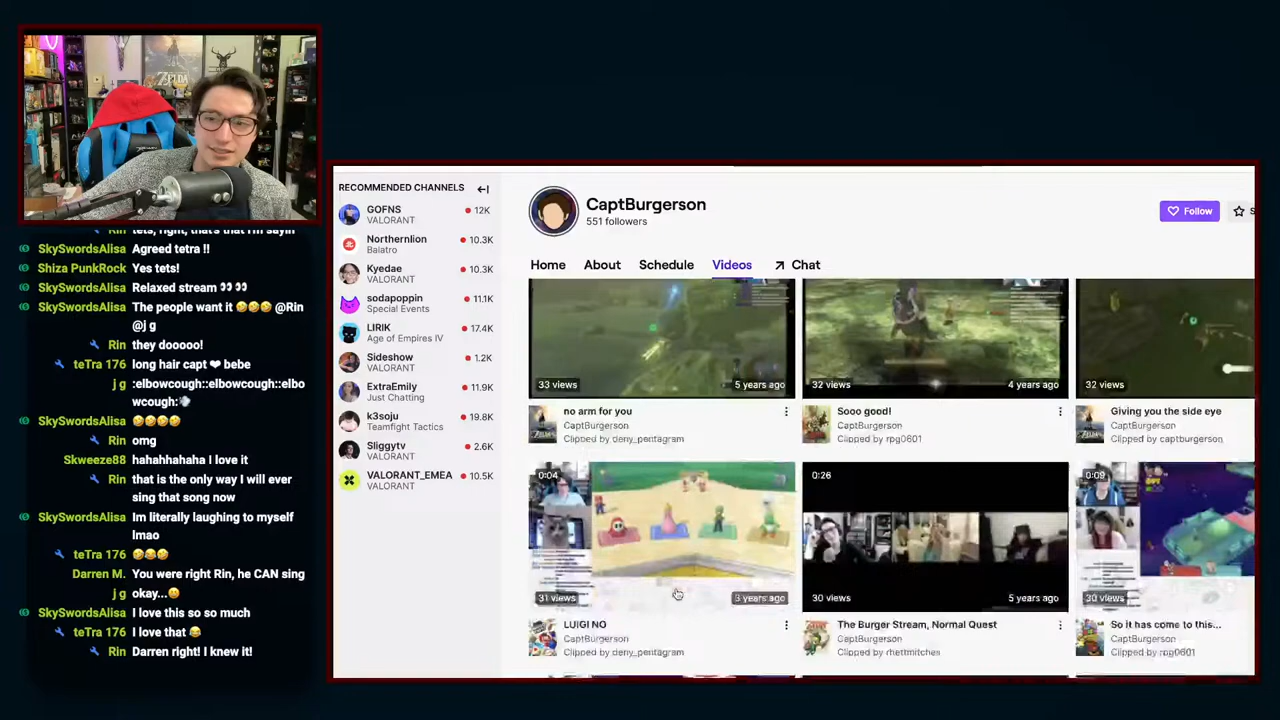 ZELDA
Rin tets, right, that's that I'm sayin
SkySwordsAlisa Agreed tetra !!
Shiza PunkRock Yes tets!
SkySwordsAlisa Relaxed stream 👀 👀
SkySwordsAlisa The people want it 🤣🤣🤣 @Rin
@j g
Rin they dooooo!
teTra 176 long hair capt ❤ bebe
j g :elbowcough::elbowcough::elbo
wcough:💨
SkySwordsAlisa 🤣🤣🤣🤣
Rin omg
Skweeze88 hahahhahaha I love it
Rin that is the only way I will ever
sing that song now
SkySwordsAlisa Im literally laughing to myself
lmao
teTra 176 🤣😂🤣
Darren M. You were right Rin, he CAN sing
j g okay...😏
SkySwordsAlisa I love this so so much
teTra 176 I love that 😂
Rin Darren right! I knew it!
RECOMMENDED CHANNELS
GOFNS 12K
VALORANT
Northernlion 10.3K
Balatro
Kyedae 10.3K
VALORANT
sodapoppin 11.1K
Special Events
LIRIK 17.4K
Age of Empires IV
Sideshow 1.2K
VALORANT
ExtraEmily 11.9K
Just Chatting
k3soju 19.8K
Teamfight Tactics
Sliggytv 2.6K
VALORANT
VALORANT_EMEA 10.5K
VALORANT
CaptBurgerson
551 followers
Follow
S
Home About Schedule Videos Chat
33 views 5 years ago
no arm for you
CaptBurgerson
Clipped by deny_pentagram
32 views 4 years ago
Sooo good!
CaptBurgerson
Clipped by rpg0601
32 views
Giving you the side eye
CaptBurgerson
Clipped by captburgerson
0:04
31 views 3 years ago
LUIGI NO
CaptBurgerson
Clipped by deny_pentagram
0:26
30 views 5 years ago
The Burger Stream, Normal Quest
CaptBurgerson
Clipped by rhettmitches
0:09
30 views
So it has come to this...
CaptBurgerson
Clipped by rpg0601